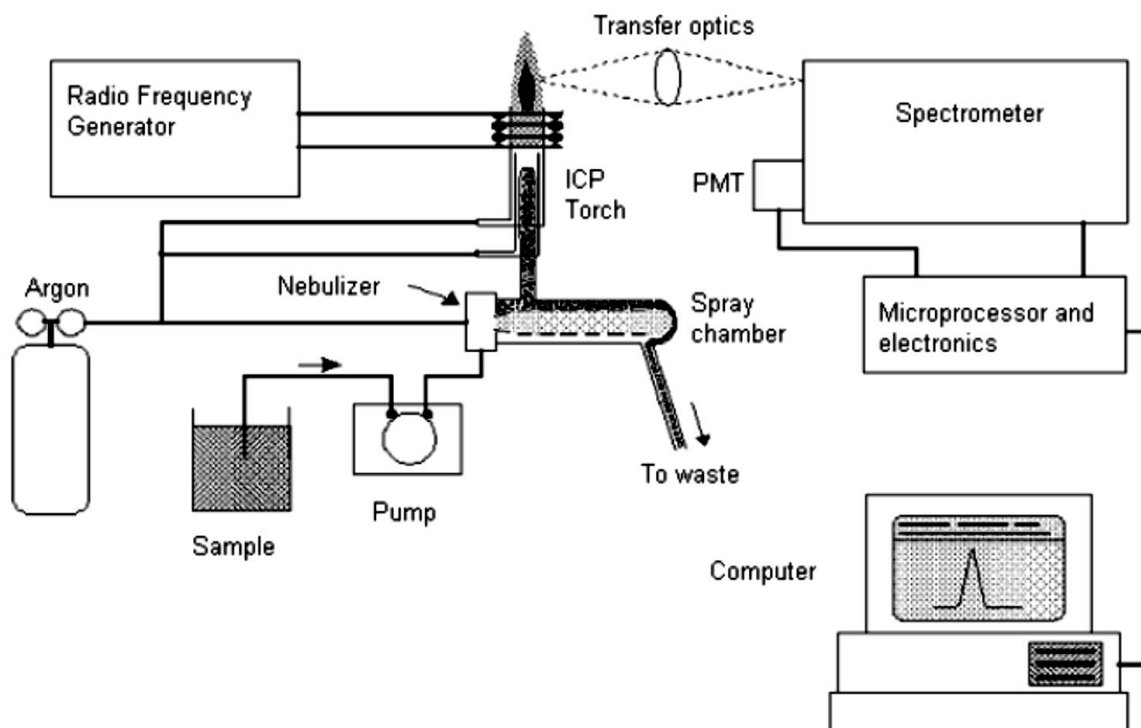 Transfer optics
Radio Frequency
Generator
Spectrometer
ICP
Torch
PMT
Argon
Nebulizer
Spray
chamber
Microprocessor and
electronics
To waste
Pump
Sample
Computer